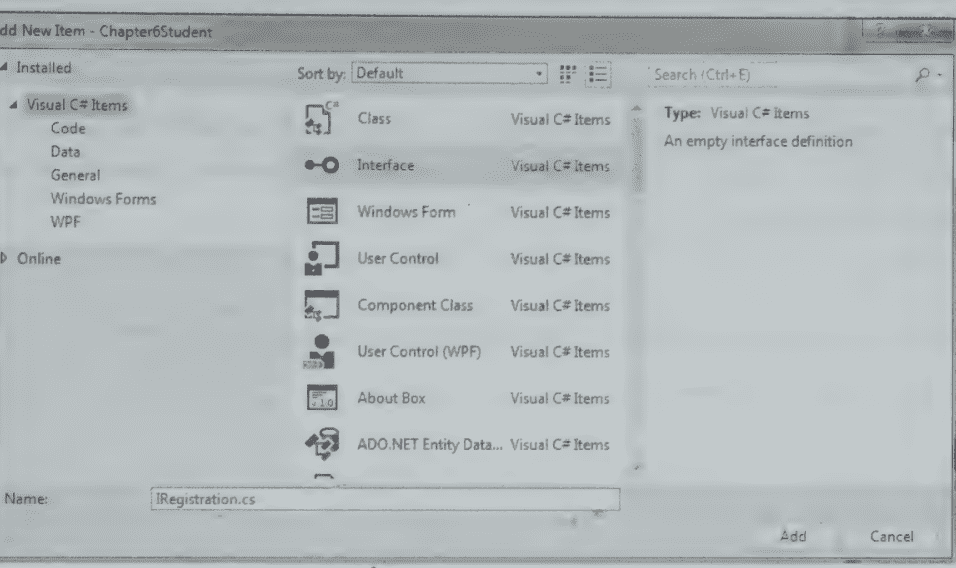 dd New Item - Chapter6Student
Installed
Visual C# Items
Code
Data
General
Windows Forms
WPF
Online
Sort by: Default
Search (Ctrl+E)
Class Visual C# Items
Interface Visual C# Items
Windows Form Visual C# Items
User Control Visual C# Items
Component Class Visual C# Items
User Control (WPF) Visual C# Items
About Box Visual C# Items
ADO.NET Entity Data... Visual C# Items
Type: Visual C# Items
An empty interface definition
Name: IRegistration.cs
Add Cancel